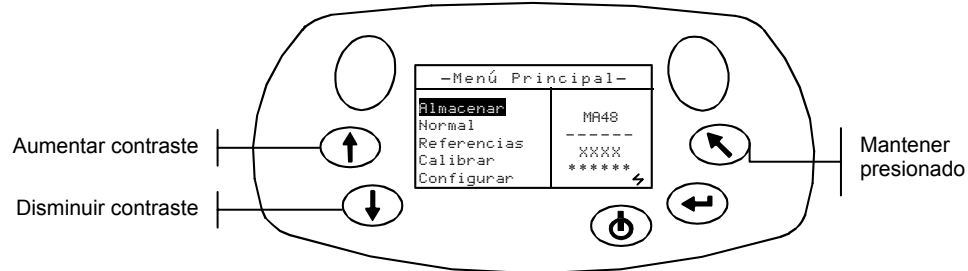 –Menú Principal–
Almacenar
Normal
Referencias
Calibrar
Configurar
MA48
------
XXXX
******
Aumentar contraste
Disminuir contraste
Mantener
presionado